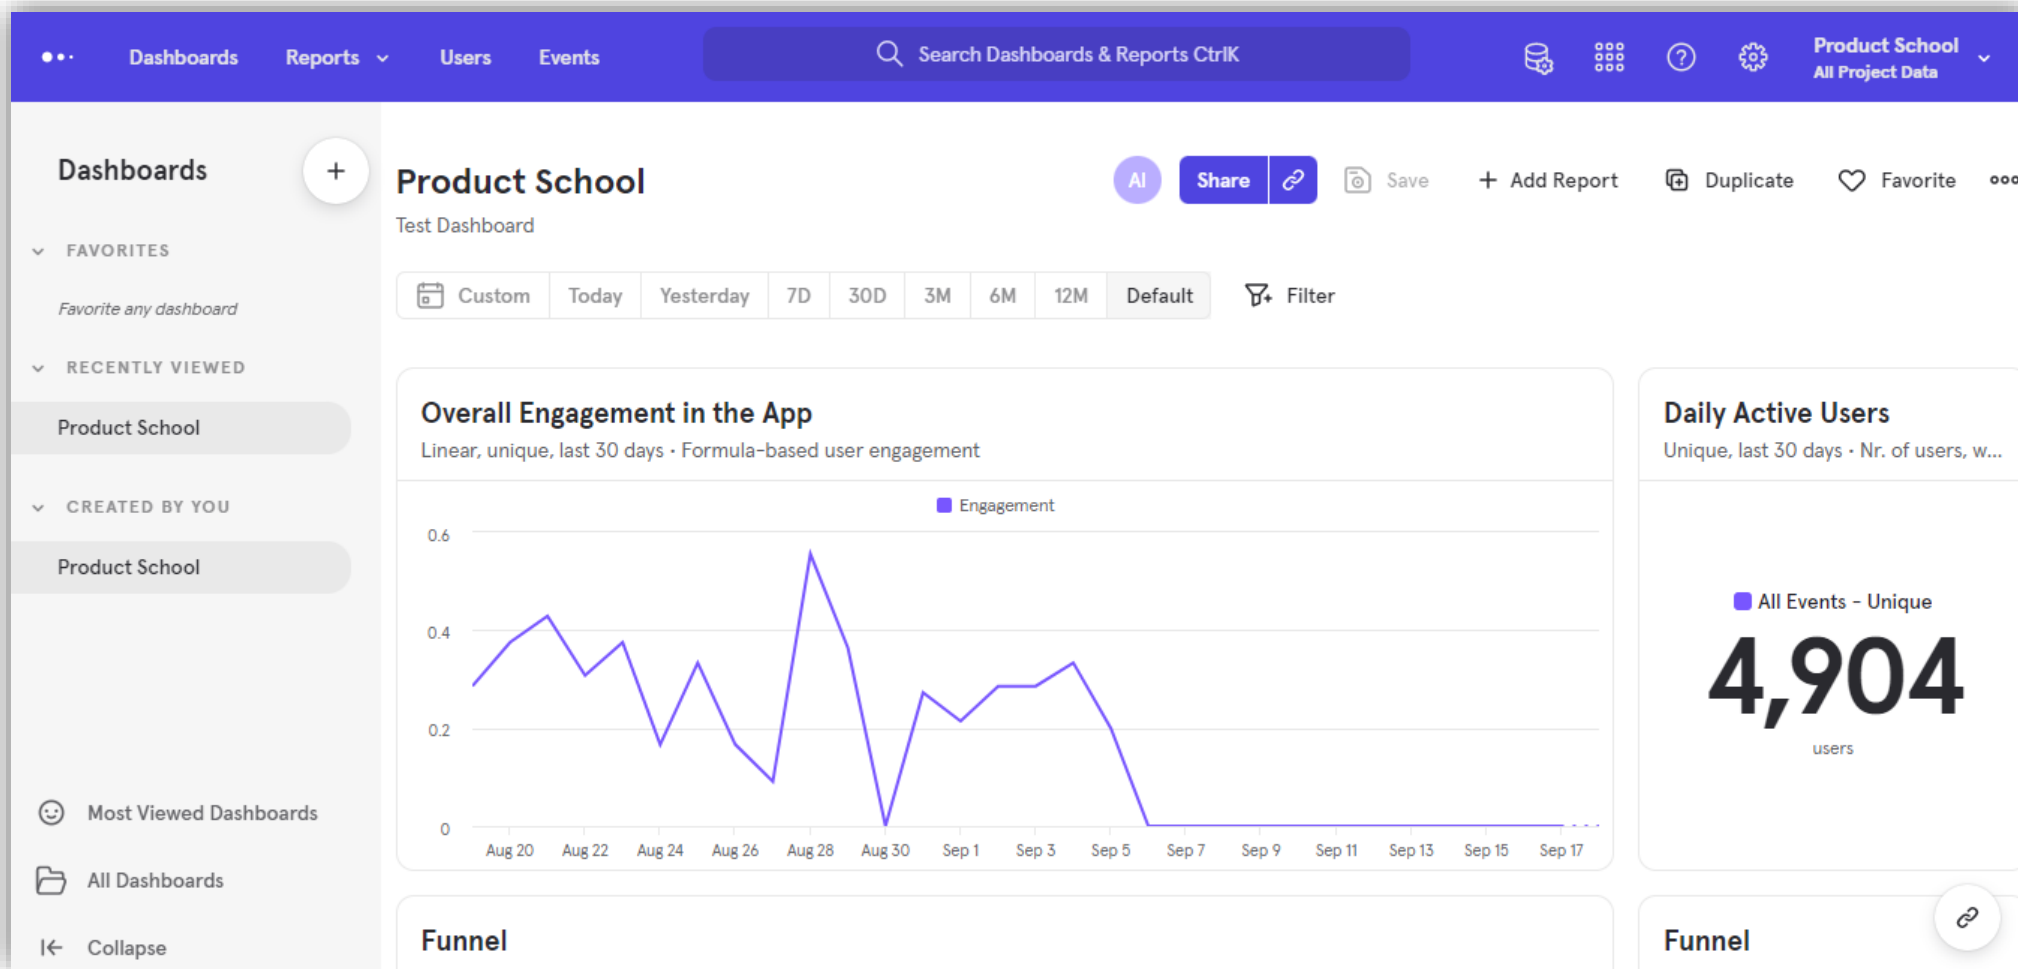 Dashboards Reports Users Events Search Dashboards & Reports CtrlK Product School
All Project Data
Dashboards
FAVORITES
Favorite any dashboard
RECENTLY VIEWED
Product School
CREATED BY YOU
Product School
Most Viewed Dashboards
All Dashboards
Collapse
Product School
Test Dashboard
AI Share Save + Add Report Duplicate Favorite
Custom Today Yesterday 7D 30D 3M 6M 12M Default Filter
Overall Engagement in the App
Linear, unique, last 30 days · Formula-based user engagement
Engagement
0.6
0.4
0.2
0
Aug 20 Aug 22 Aug 24 Aug 26 Aug 28 Aug 30 Sep 1 Sep 3 Sep 5 Sep 7 Sep 9 Sep 11 Sep 13 Sep 15 Sep 17
Daily Active Users
Unique, last 30 days · Nr. of users, w...
All Events - Unique
4,904
users
Funnel
Funnel